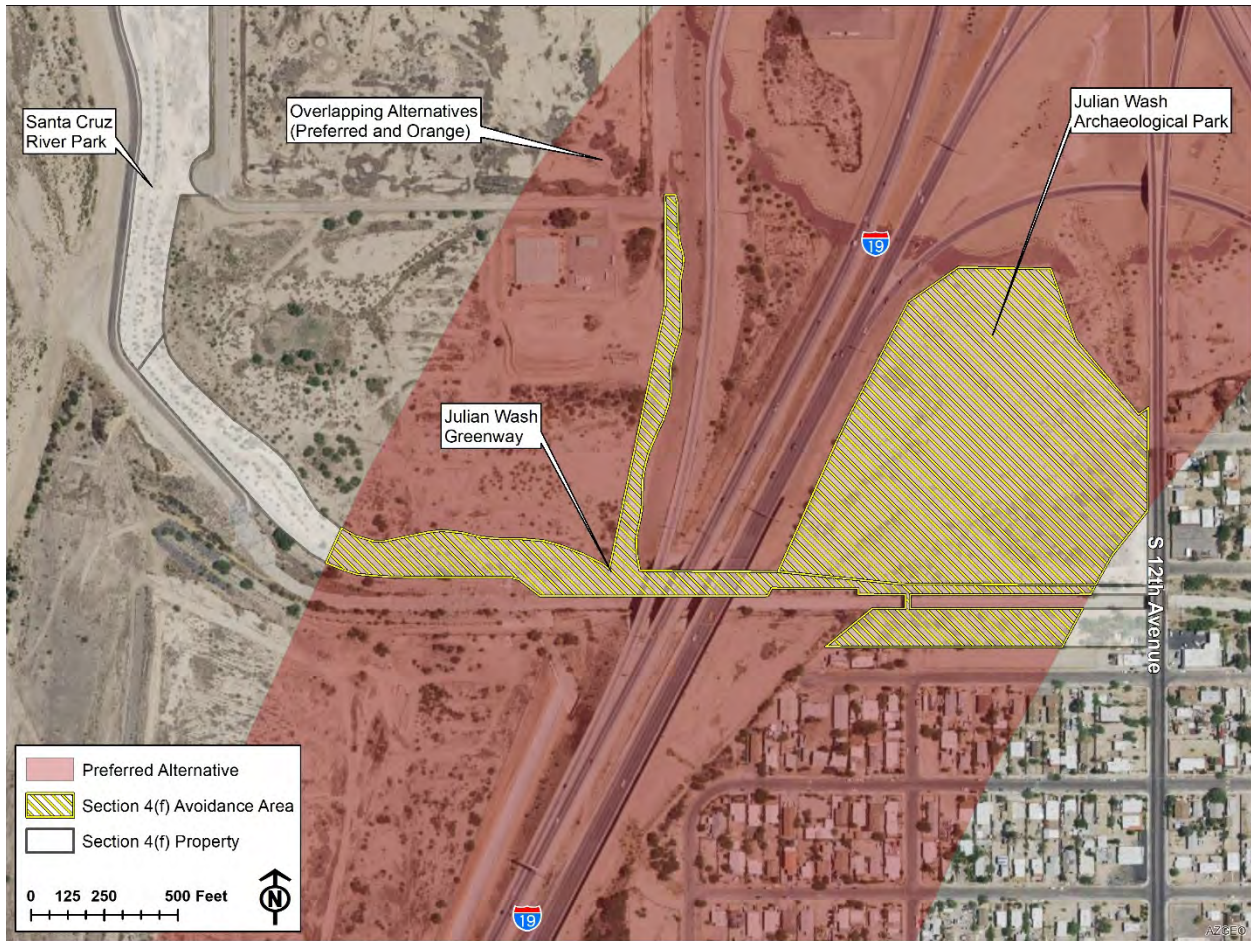 Santa Cruz
River Park
Overlapping Alternatives
(Preferred and Orange)
Julian Wash
Archaeological Park
19
Julian Wash
Greenway
S 12th Avenue
Preferred Alternative
Section 4(f) Avoidance Area
Section 4(f) Property
0 125 250 500 Feet
N
19
AZGEO